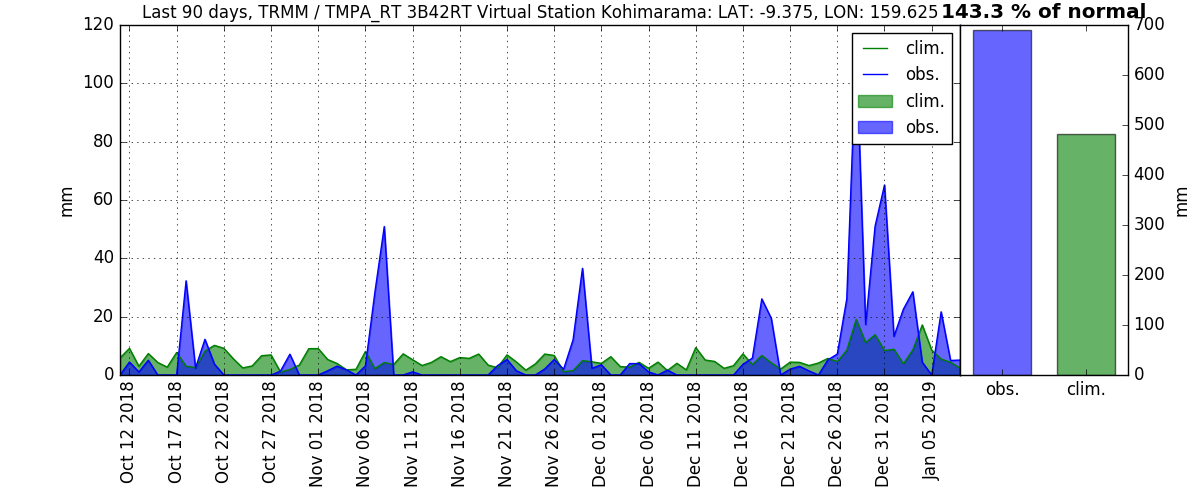 Last 90 days, TRMM / TMPA_RT 3B42RT Virtual Station Kohimarama: LAT: -9.375, LON: 159.625 143.3 % of normal
120
100
80
60
40
20
0
mm
clim.
obs.
clim.
obs.
700
600
500
400
300
200
100
0
mm
obs. clim.
Oct 12 2018
Oct 17 2018
Oct 22 2018
Oct 27 2018
Nov 01 2018
Nov 06 2018
Nov 11 2018
Nov 16 2018
Nov 21 2018
Nov 26 2018
Dec 01 2018
Dec 06 2018
Dec 11 2018
Dec 16 2018
Dec 21 2018
Dec 26 2018
Dec 31 2018
Jan 05 2019